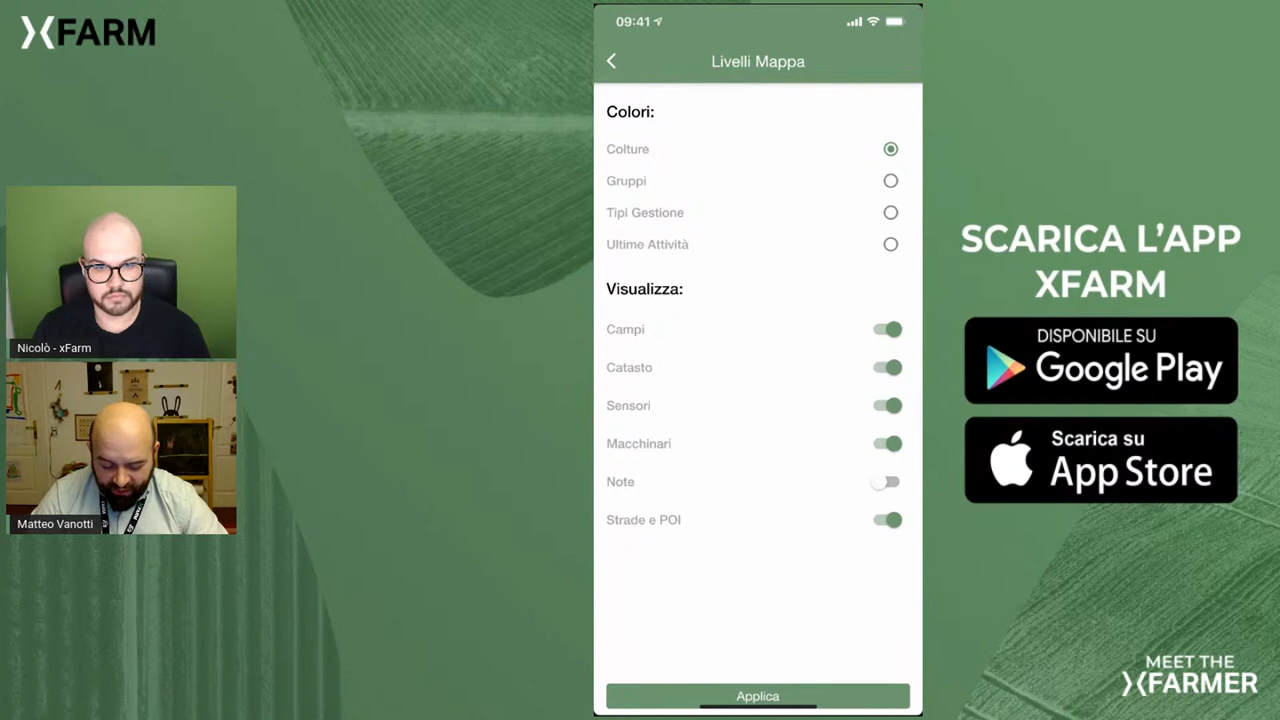 XFARM
Nicolò - xFarm
Matteo Vanotti
09:41
Livelli Mappa
Colori:
Colture
Gruppi
Tipi Gestione
Ultime Attività
Visualizza:
Campi
Catasto
Sensori
Macchinari
Note
Strade e POI
Applica
SCARICA L'APP
XFARM
DISPONIBILE SU
Google Play
Scarica su
App Store
MEET THE
XFARMER